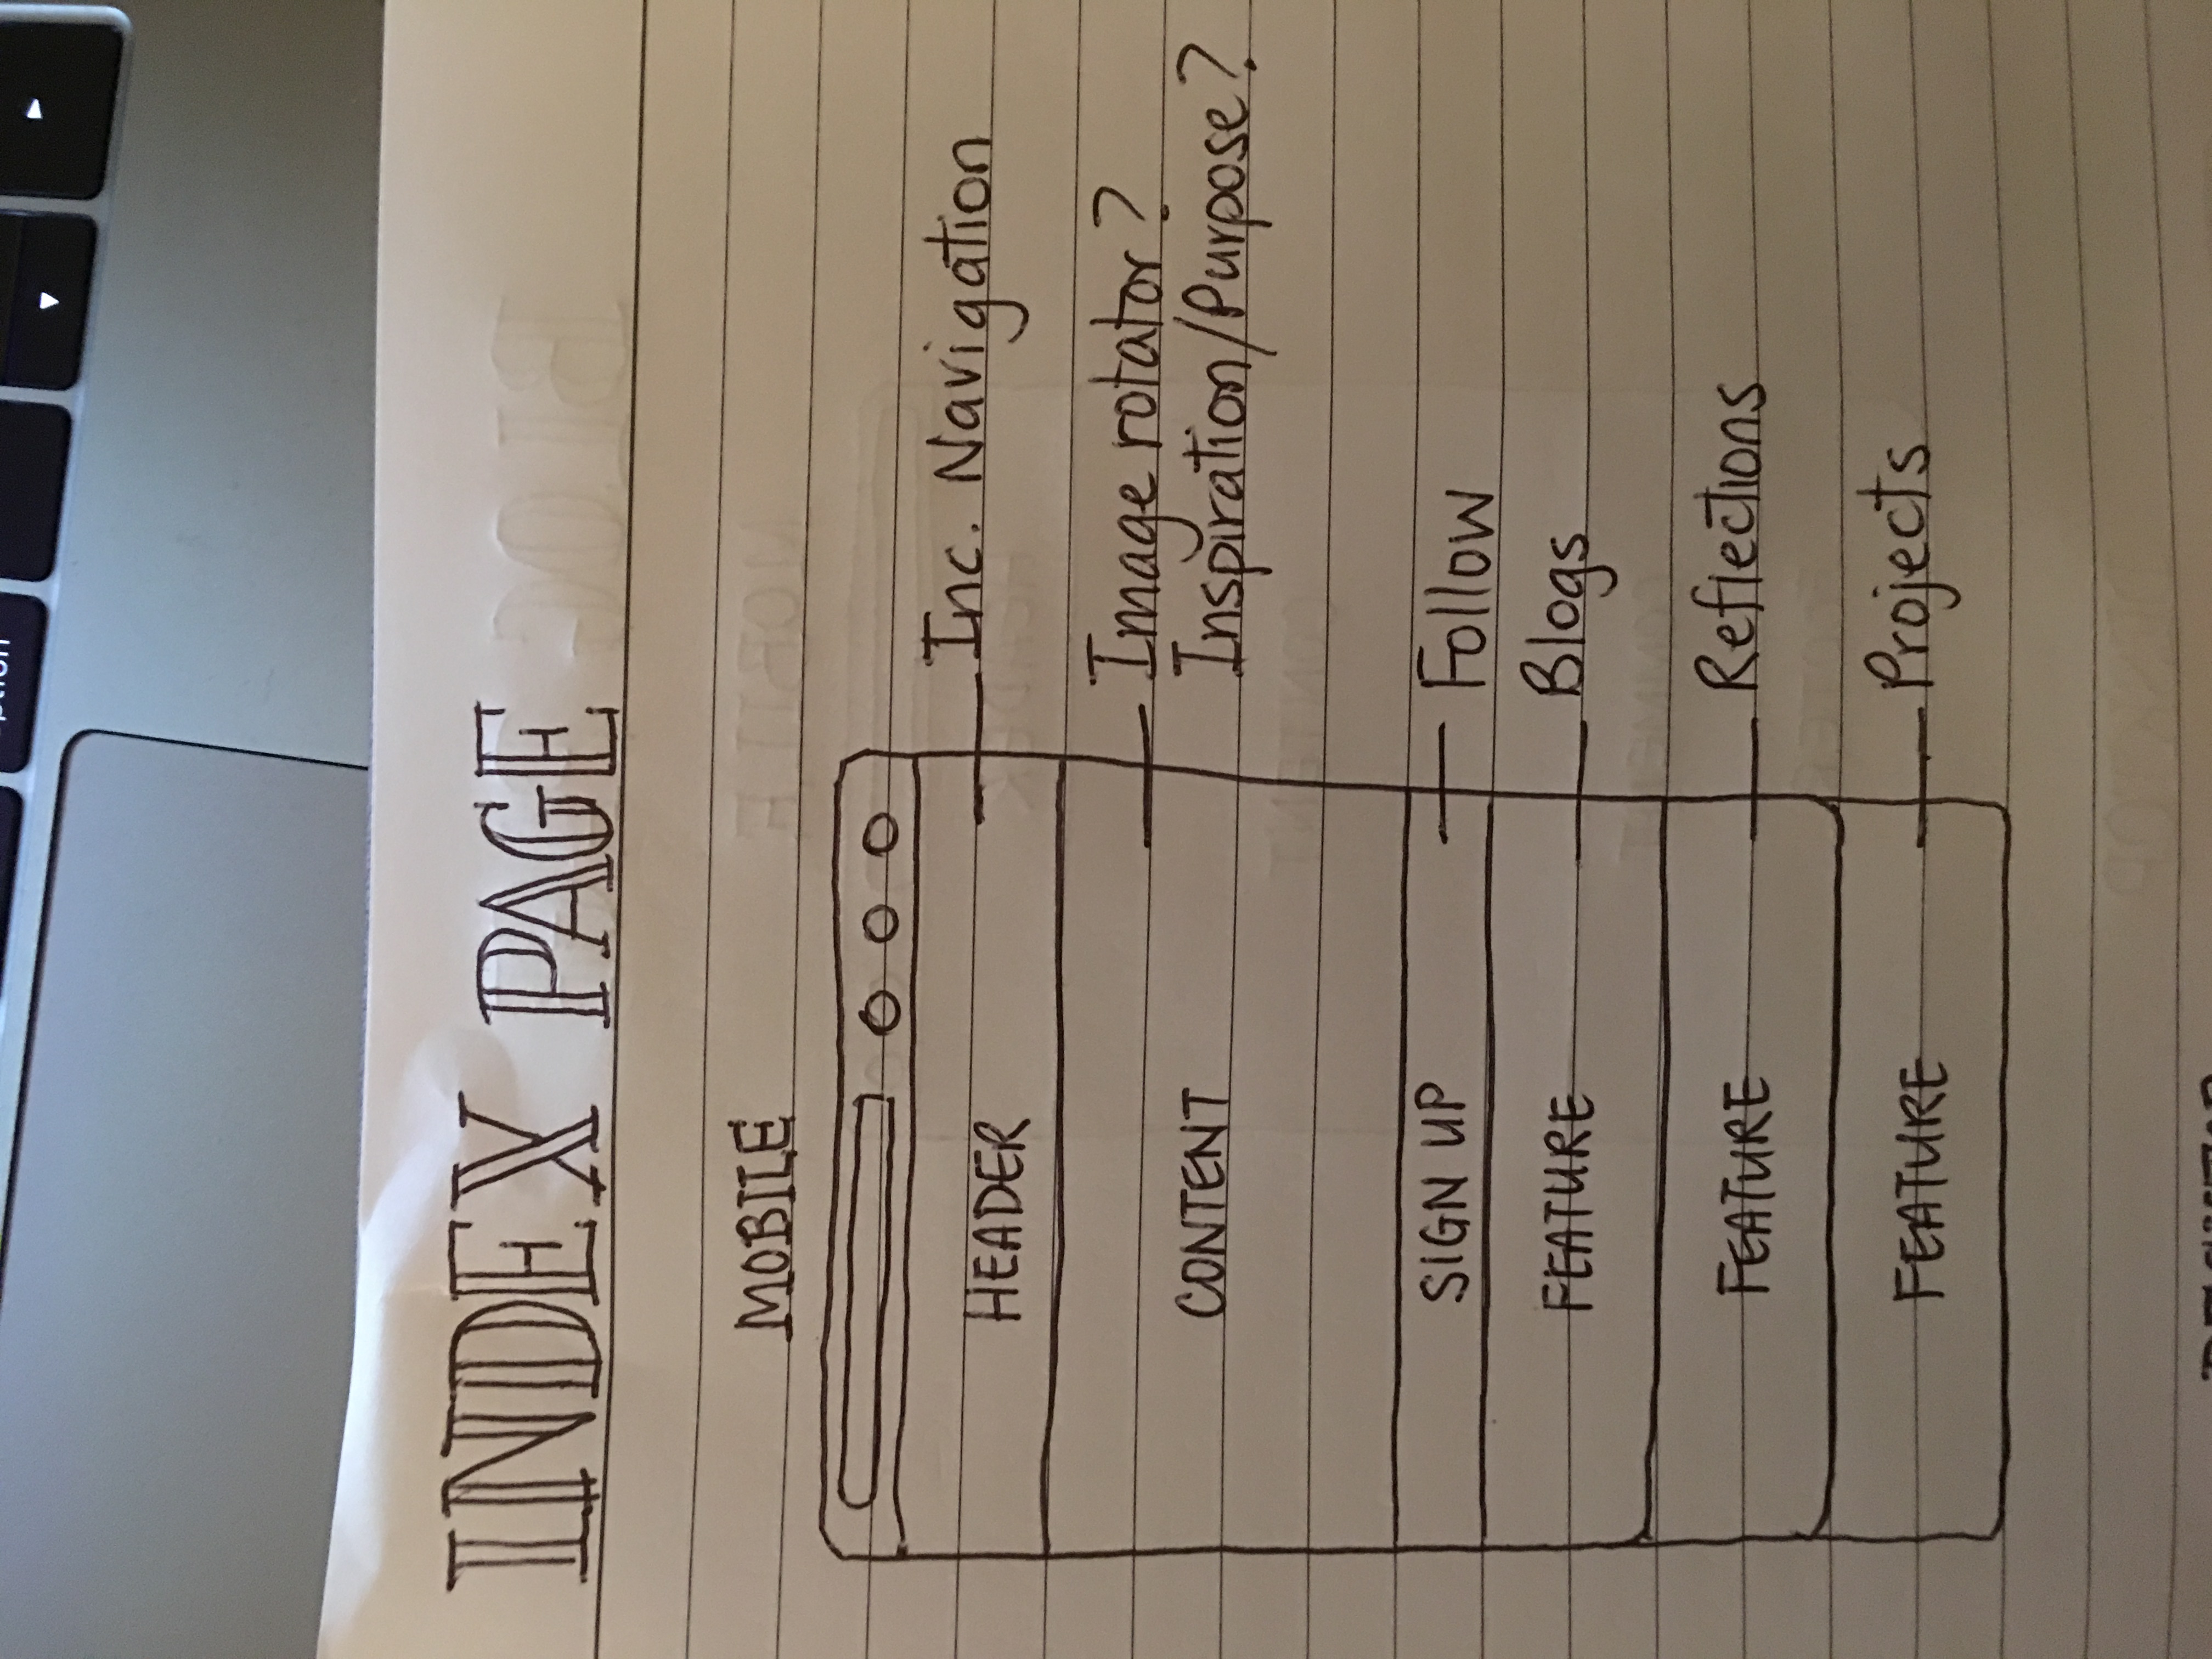 INDEX PAGE
MOBILE
HEADER
Inc. Navigation
Image rotator?
CONTENT
Inspiration/Purpose?
SIGN UP
Follow
FEATURE
Blogs
FEATURE
Reflections
FEATURE
Projects